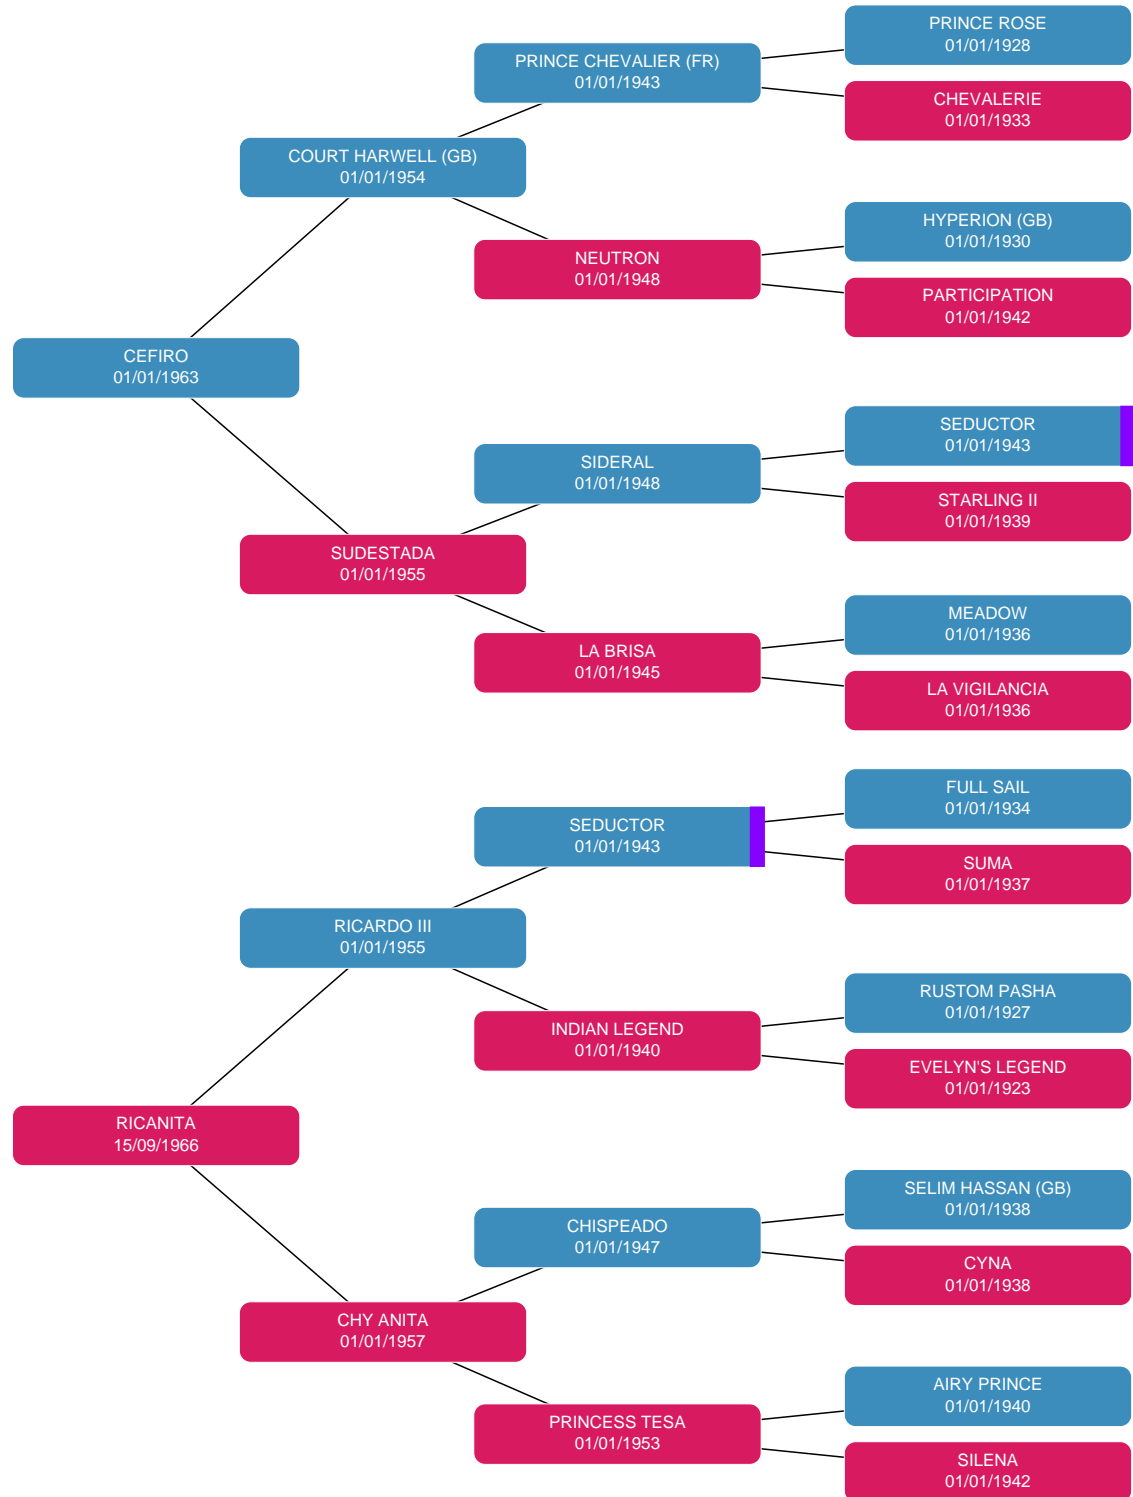 PRINCE ROSE
01/01/1928
PRINCE CHEVALIER (FR)
01/01/1943
CHEVALERIE
01/01/1933
COURT HARWELL (GB)
01/01/1954
HYPERION (GB)
01/01/1930
NEUTRON
01/01/1948
PARTICIPATION
01/01/1942
CEFIRO
01/01/1963
SEDUCTOR
01/01/1943
SIDERAL
01/01/1948
STARLING II
01/01/1939
SUDESTADA
01/01/1955
MEADOW
01/01/1936
LA BRISA
01/01/1945
LA VIGILANCIA
01/01/1936
FULL SAIL
01/01/1934
SEDUCTOR
01/01/1943
SUMA
01/01/1937
RICARDO III
01/01/1955
RUSTOM PASHA
01/01/1927
INDIAN LEGEND
01/01/1940
EVELYN'S LEGEND
01/01/1923
RICANITA
15/09/1966
SELIM HASSAN (GB)
01/01/1938
CHISPEADO
01/01/1947
CYNA
01/01/1938
CHY ANITA
01/01/1957
AIRY PRINCE
01/01/1940
PRINCESS TESA
01/01/1953
SILENA
01/01/1942